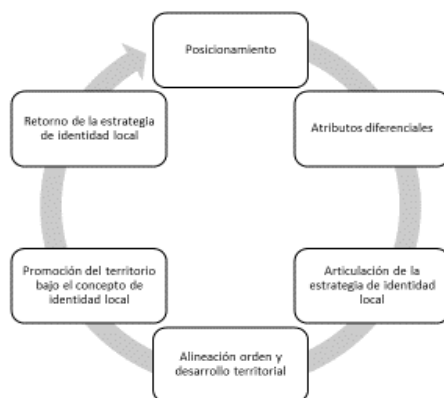 Posicionamiento
Atributos diferenciales
Articulación de la
estrategia de identidad
local
Alineación orden y
desarrollo territorial
Promoción del territorio
bajo el concepto de
identidad local
Retorno de la estrategia
de identidad local